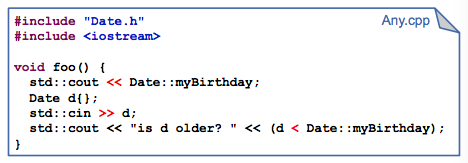 Any.cpp
#include "Date.h"
#include <iostream>
void foo() {
std::cout << Date::myBirthday;
Date d{};
std::cin >> d;
std::cout << "is d older? " << (d < Date::myBirthday);
}